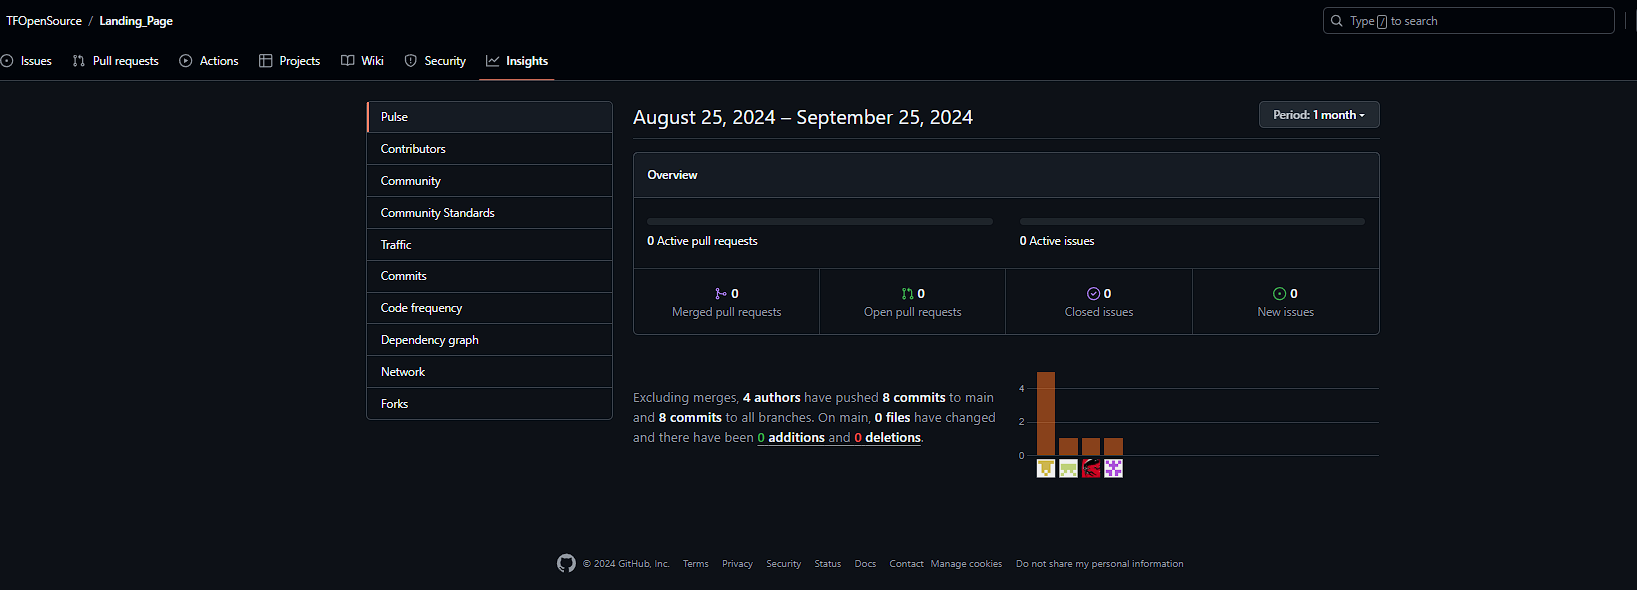 TFOpenSource / Landing_Page
Type / to search
Issues
Pull requests
Actions
Projects
Wiki
Security
Insights
Pulse
Contributors
Community
Community Standards
Traffic
Commits
Code frequency
Dependency graph
Network
Forks
August 25, 2024 – September 25, 2024
Period: 1 month
Overview
0 Active pull requests
0 Active issues
0
Merged pull requests
0
Open pull requests
0
Closed issues
0
New issues
Excluding merges, 4 authors have pushed 8 commits to main
and 8 commits to all branches. On main, 0 files have changed
and there have been 0 additions and 0 deletions.
4
2
0
© 2024 GitHub, Inc.
Terms
Privacy
Security
Status
Docs
Contact
Manage cookies
Do not share my personal information